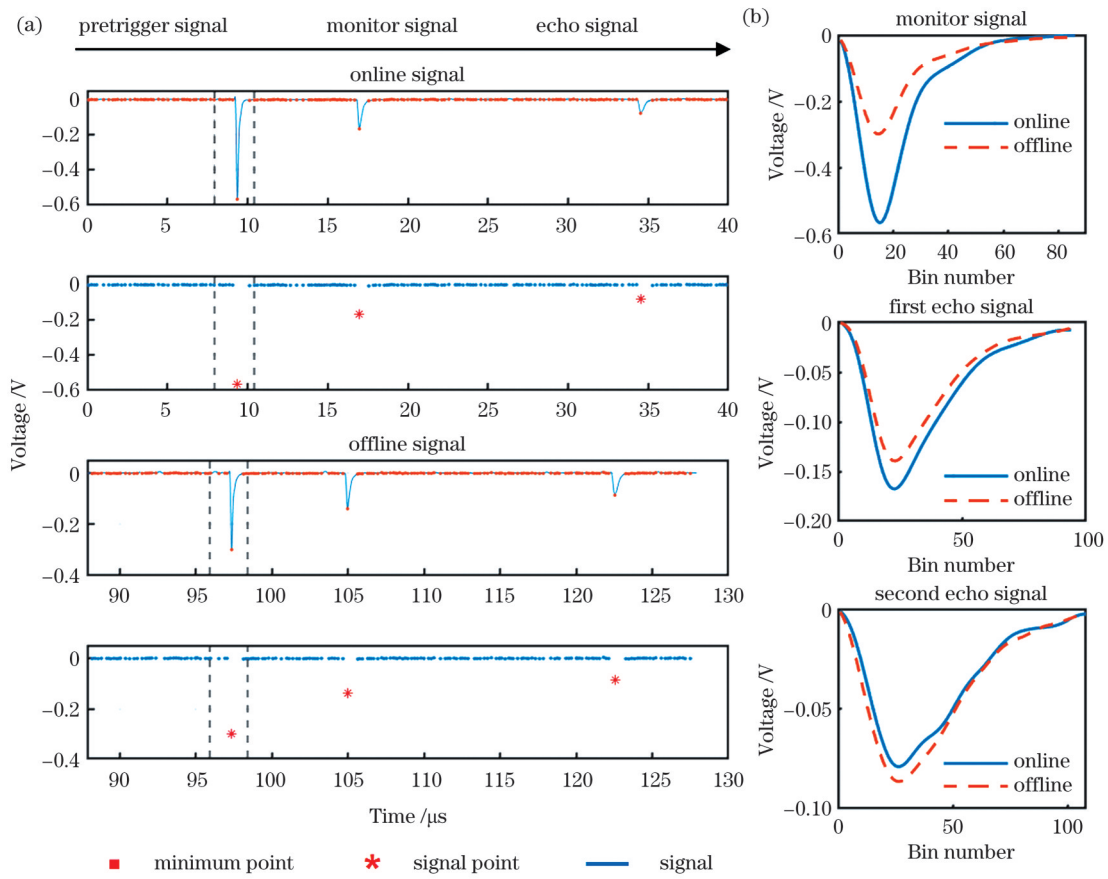 (a)
pretrigger signal monitor signal echo signal
online signal
0
−0.2
−0.4
−0.6
0 5 10 15 20 25 30 35 40
0
−0.2
−0.4
−0.6
0 5 10 15 20 25 30 35 40
Voltage /V
offline signal
0
−0.2
−0.4
90 95 100 105 110 115 120 125 130
0
−0.2
−0.4
90 95 100 105 110 115 120 125 130
Time /μs
minimum point signal point signal
(b)
monitor signal
0
−0.2
−0.4
−0.6
Voltage /V
online
offline
0 20 40 60 80
Bin number
first echo signal
0
−0.05
−0.10
−0.15
−0.20
Voltage /V
online
offline
0 50 100
Bin number
second echo signal
0
−0.05
−0.10
Voltage /V
online
offline
0 50 100
Bin number